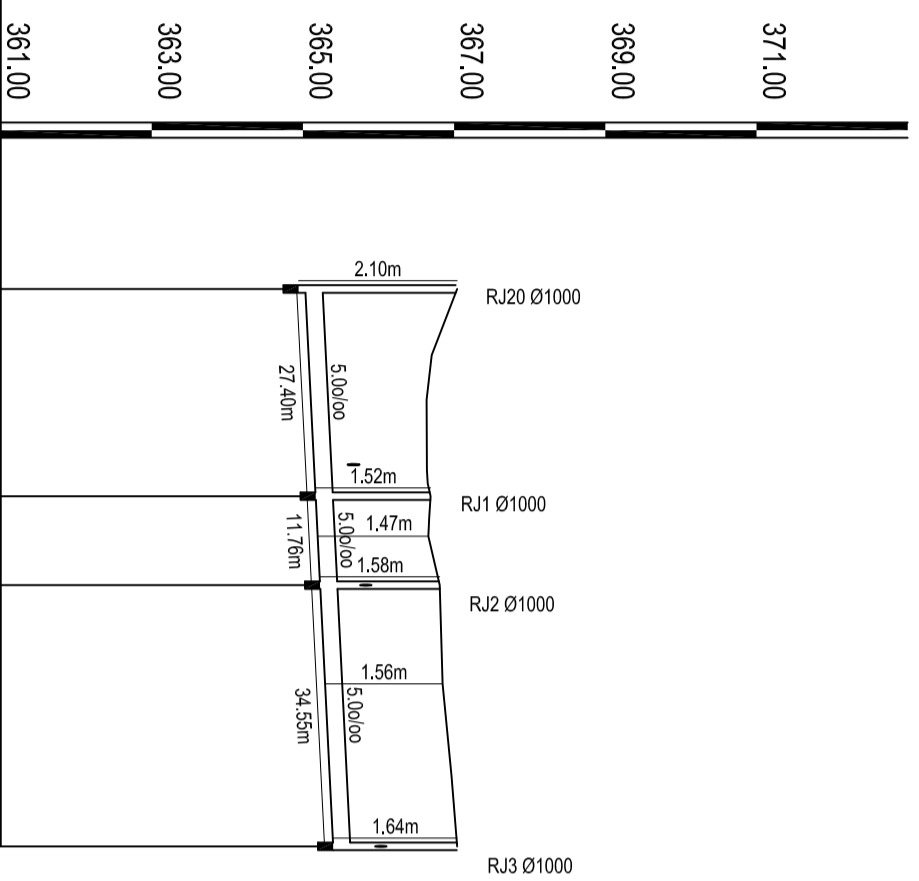 361.00
363.00
365.00
367.00
369.00
371.00
2.10m
RJ20 Ø1000
27.40m
5.0o/oo
1.52m
RJ1 Ø1000
11.76m
5.0o/oo
1.47m
1.58m
RJ2 Ø1000
1.56m
34.55m
5.0o/oo
1.64m
RJ3 Ø1000